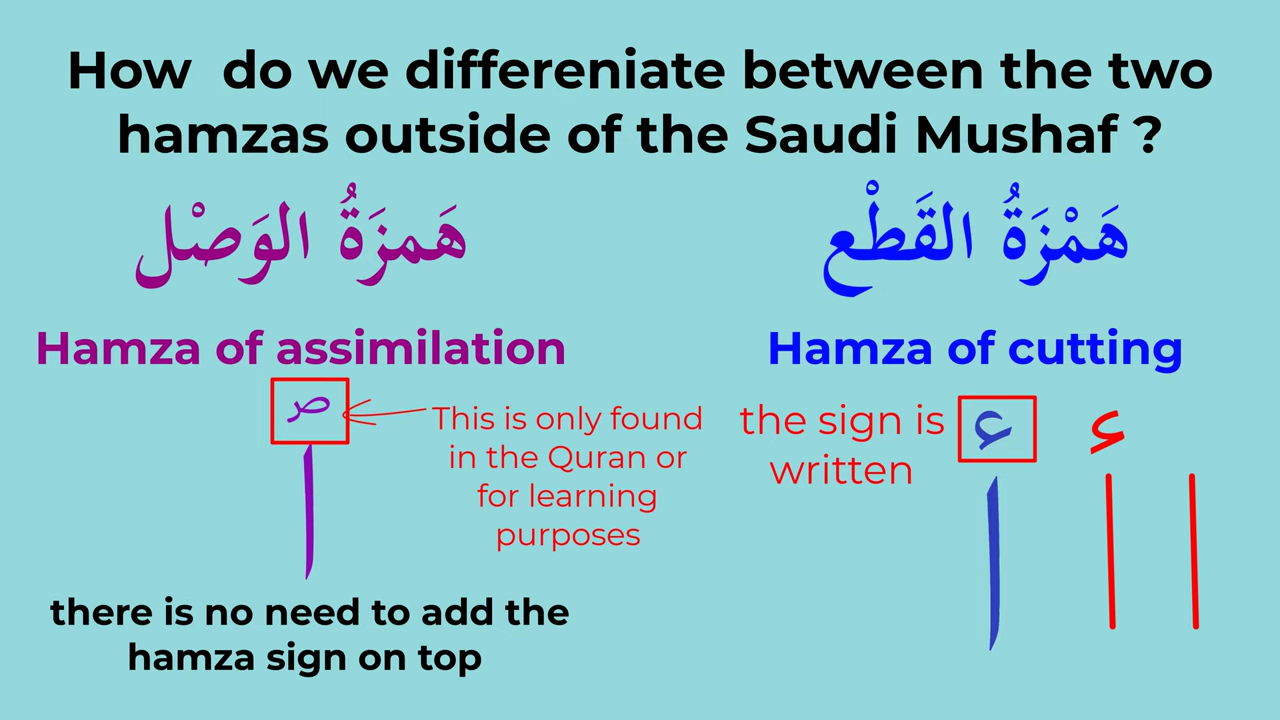 How do we differeniate between the two
hamzas outside of the Saudi Mushaf ?
هَمزَةُ الوَصْل
هَمْزَةُ القَطْع
Hamza of assimilation
Hamza of cutting
ص
ا
This is only found
in the Quran or
for learning
purposes
there is no need to add the
hamza sign on top
the sign is
written
ء
ا
ء
ا ا